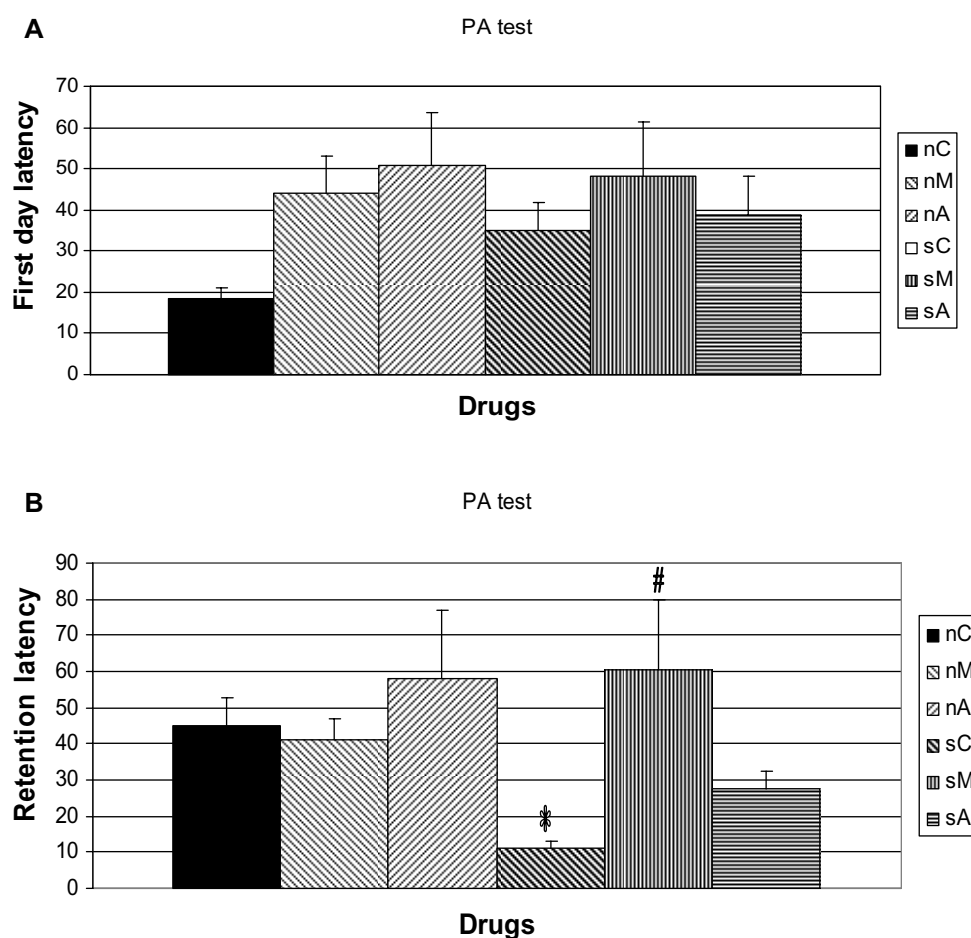 A
PA test
First day latency
70
60
50
40
30
20
10
0
Drugs
nC
nM
nA
sC
sM
sA
B
PA test
Retention latency
90
80
70
60
50
40
30
20
10
0
#
*
Drugs
nC
nM
nA
sC
sM
sA